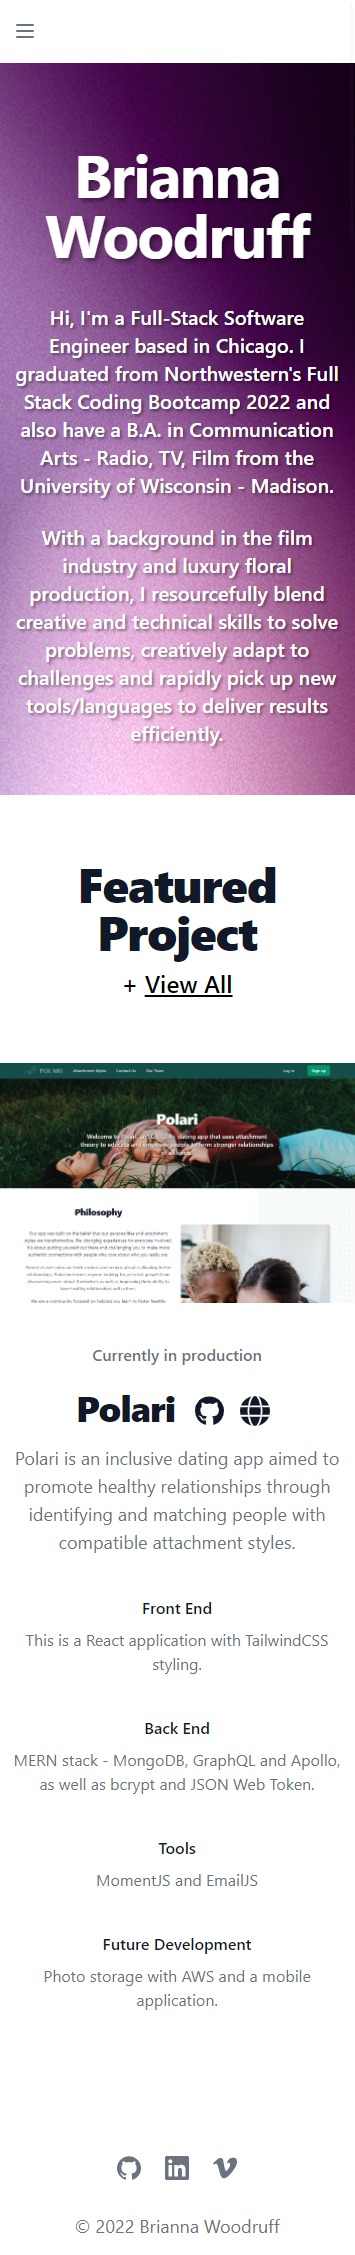 Brianna
Woodruff
Hi, I'm a Full-Stack Software
Engineer based in Chicago. I
graduated from Northwestern's Full
Stack Coding Bootcamp 2022 and
also have a B.A. in Communication
Arts - Radio, TV, Film from the
University of Wisconsin - Madison.
With a background in the film
industry and luxury floral
production, I resourcefully blend
creative and technical skills to solve
problems, creatively adapt to
challenges and rapidly pick up new
tools/languages to deliver results
efficiently.
Featured
Project
+ View All
POLARI Attachment Styles Contact Us Our Team Log in Sign up
Polari
Welcome to Polari, an dating app that uses attachment
theory to educate and empower people to form stronger relationships
of all kinds.
Philosophy
Currently in production
Polari
Polari is an inclusive dating app aimed to
promote healthy relationships through
identifying and matching people with
compatible attachment styles.
Front End
This is a React application with TailwindCSS
styling.
Back End
MERN stack - MongoDB, GraphQL and Apollo,
as well as bcrypt and JSON Web Token.
Tools
MomentJS and EmailJS
Future Development
Photo storage with AWS and a mobile
application.
© 2022 Brianna Woodruff